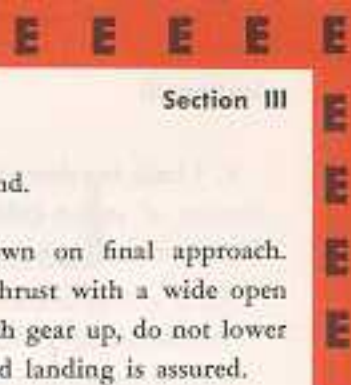 E E E E E
Section III
E
nd.
E
wn on final approach.
E
hrust with a wide open
E
h gear up, do not lower
d landing is assured.